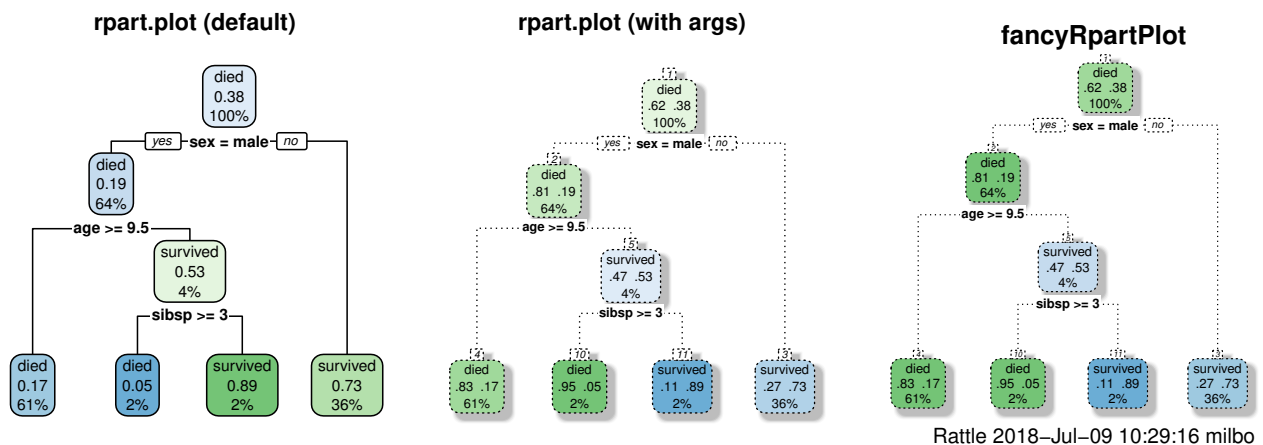 rpart.plot (default)
died
0.38
100%
yes sex = male no
died
0.19
64%
age >= 9.5
survived
0.53
4%
sibsp >= 3
died
0.17
61%
died
0.05
2%
survived
0.89
2%
survived
0.73
36%
rpart.plot (with args)
1
died
.62 .38
100%
yes sex = male no
2
died
.81 .19
64%
age >= 9.5
5
survived
.47 .53
4%
sibsp >= 3
4
died
.83 .17
61%
10
died
.95 .05
2%
11
survived
.11 .89
2%
3
survived
.27 .73
36%
fancyRpartPlot
1
died
.62 .38
100%
yes sex = male no
2
died
.81 .19
64%
age >= 9.5
5
survived
.47 .53
4%
sibsp >= 3
4
died
.83 .17
61%
10
died
.95 .05
2%
11
survived
.11 .89
2%
3
survived
.27 .73
36%
Rattle 2018−Jul−09 10:29:16 milbo